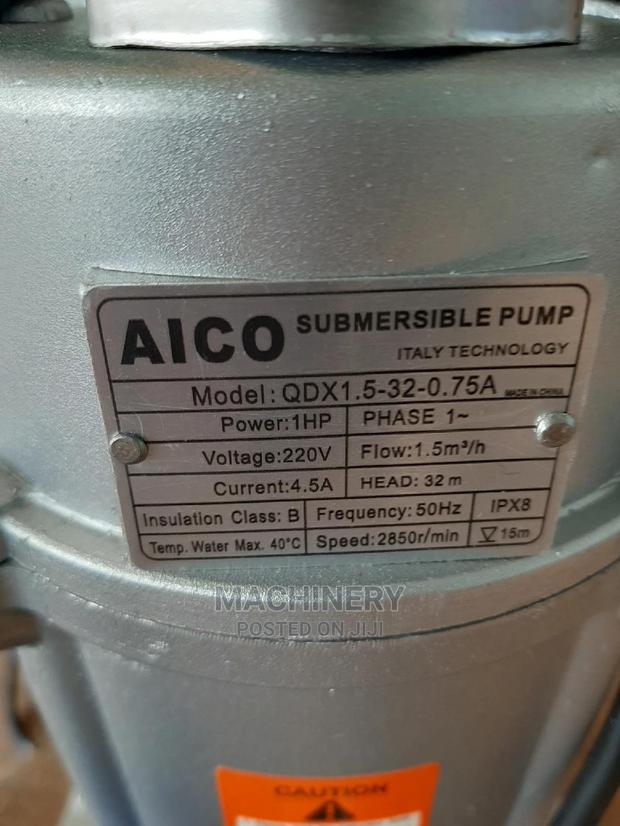 AICO SUBMERSIBLE PUMP
ITALY TECHNOLOGY
Model: QDX1.5-32-0.75A MADE IN CHINA
Power:1HP PHASE 1~
Voltage:220V Flow:1.5m³/h
Current:4.5A HEAD: 32 m
Insulation Class: B Frequency:50Hz IPX8
Temp. Water Max. 40°C Speed:2850r/min ▽ 15m
MACHINERY
POSTED ON JIJI
CAUTION